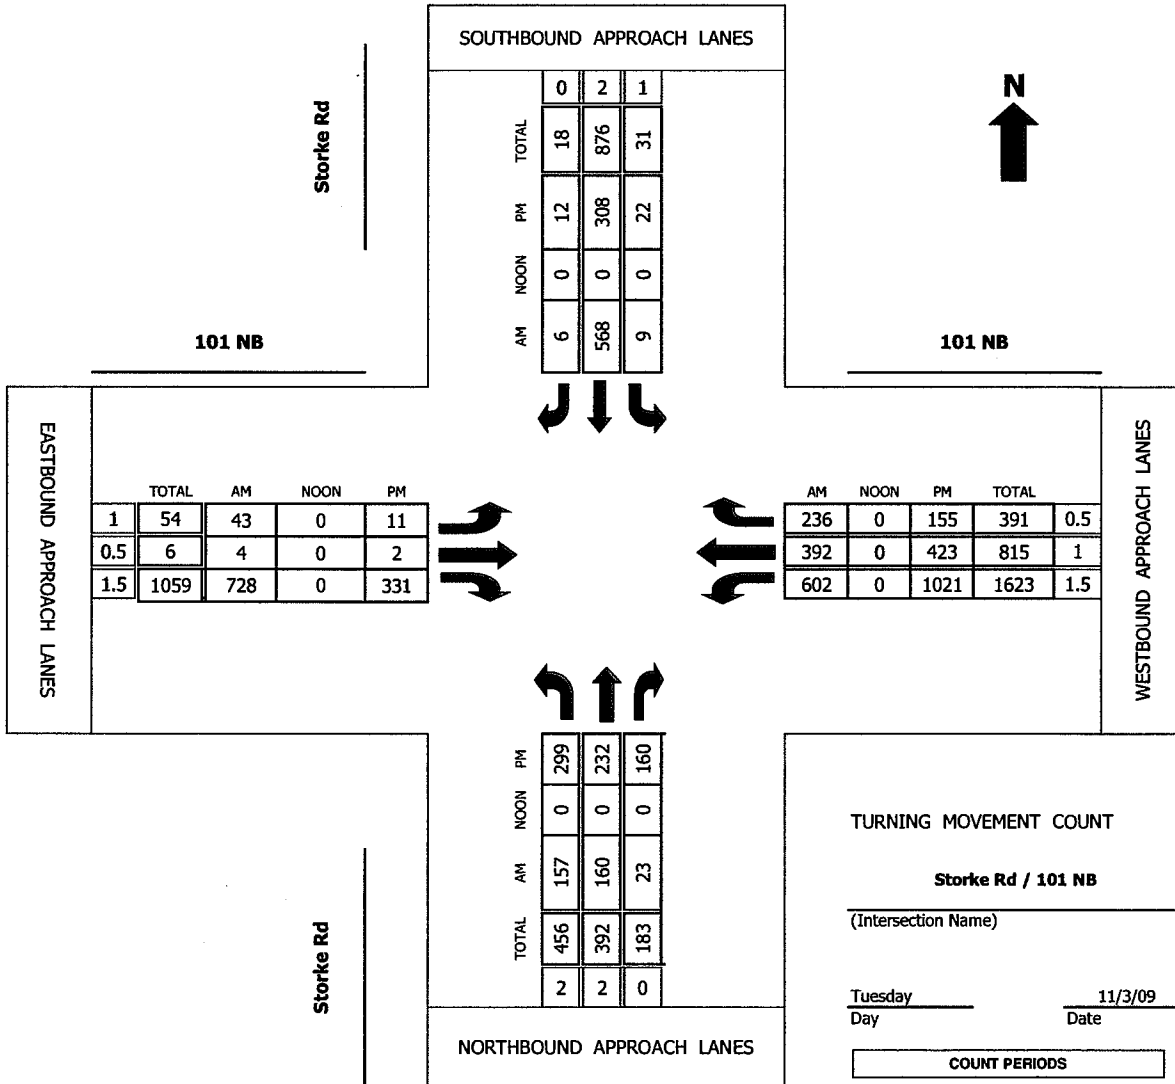 SOUTHBOUND APPROACH LANES
N
Storke Rd
0 2 1
TOTAL 18 876 31
PM 12 308 22
NOON 0 0 0
AM 6 568 9
101 NB
101 NB
EASTBOUND APPROACH LANES
TOTAL AM NOON PM
1 54 43 0 11
0.5 6 4 0 2
1.5 1059 728 0 331
AM NOON PM TOTAL
236 0 155 391 0.5
392 0 423 815 1
602 0 1021 1623 1.5
WESTBOUND APPROACH LANES
PM 299 232 160
NOON 0 0 0
AM 157 160 23
TOTAL 456 392 183
2 2 0
Storke Rd
NORTHBOUND APPROACH LANES
TURNING MOVEMENT COUNT
Storke Rd / 101 NB
(Intersection Name)
Tuesday 11/3/09
Day Date
COUNT PERIODS